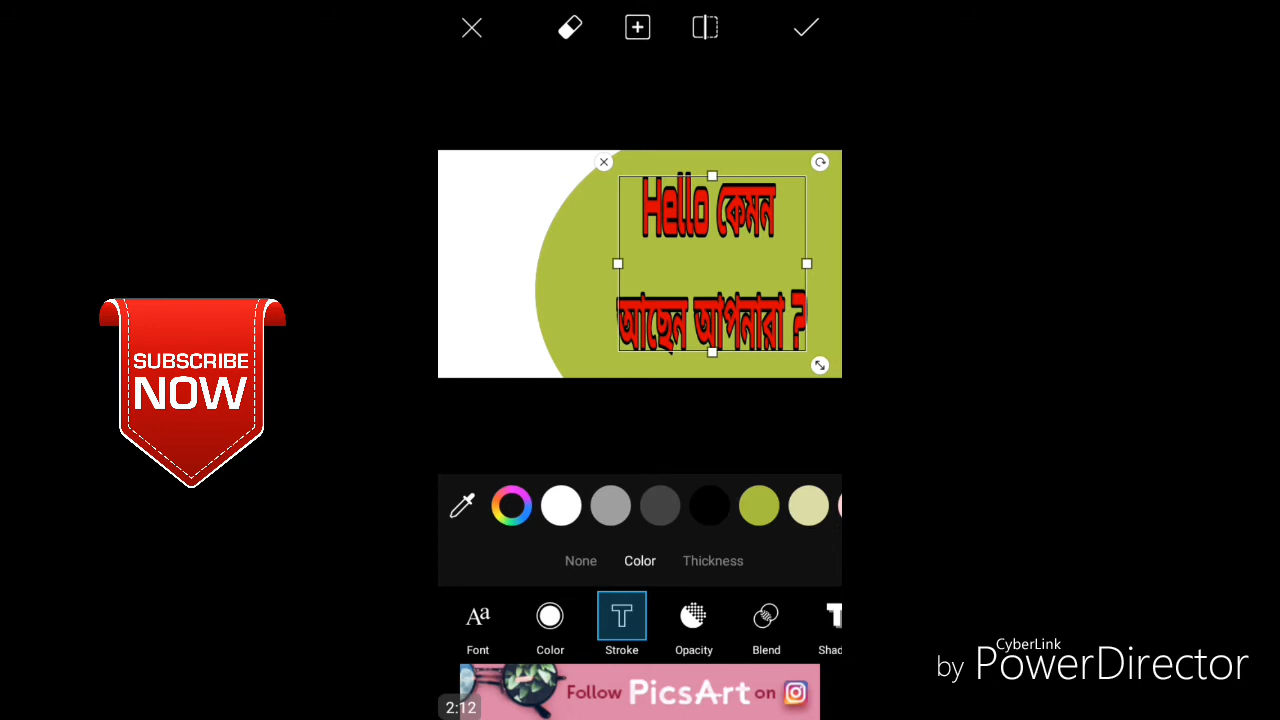 Hello কেমন
আছেন আপনারা ?
SUBSCRIBE
NOW
None Color Thickness
Aa
T
Font Color Stroke Opacity Blend Shad
Follow PicsArt on
2:12
CyberLink
by PowerDirector